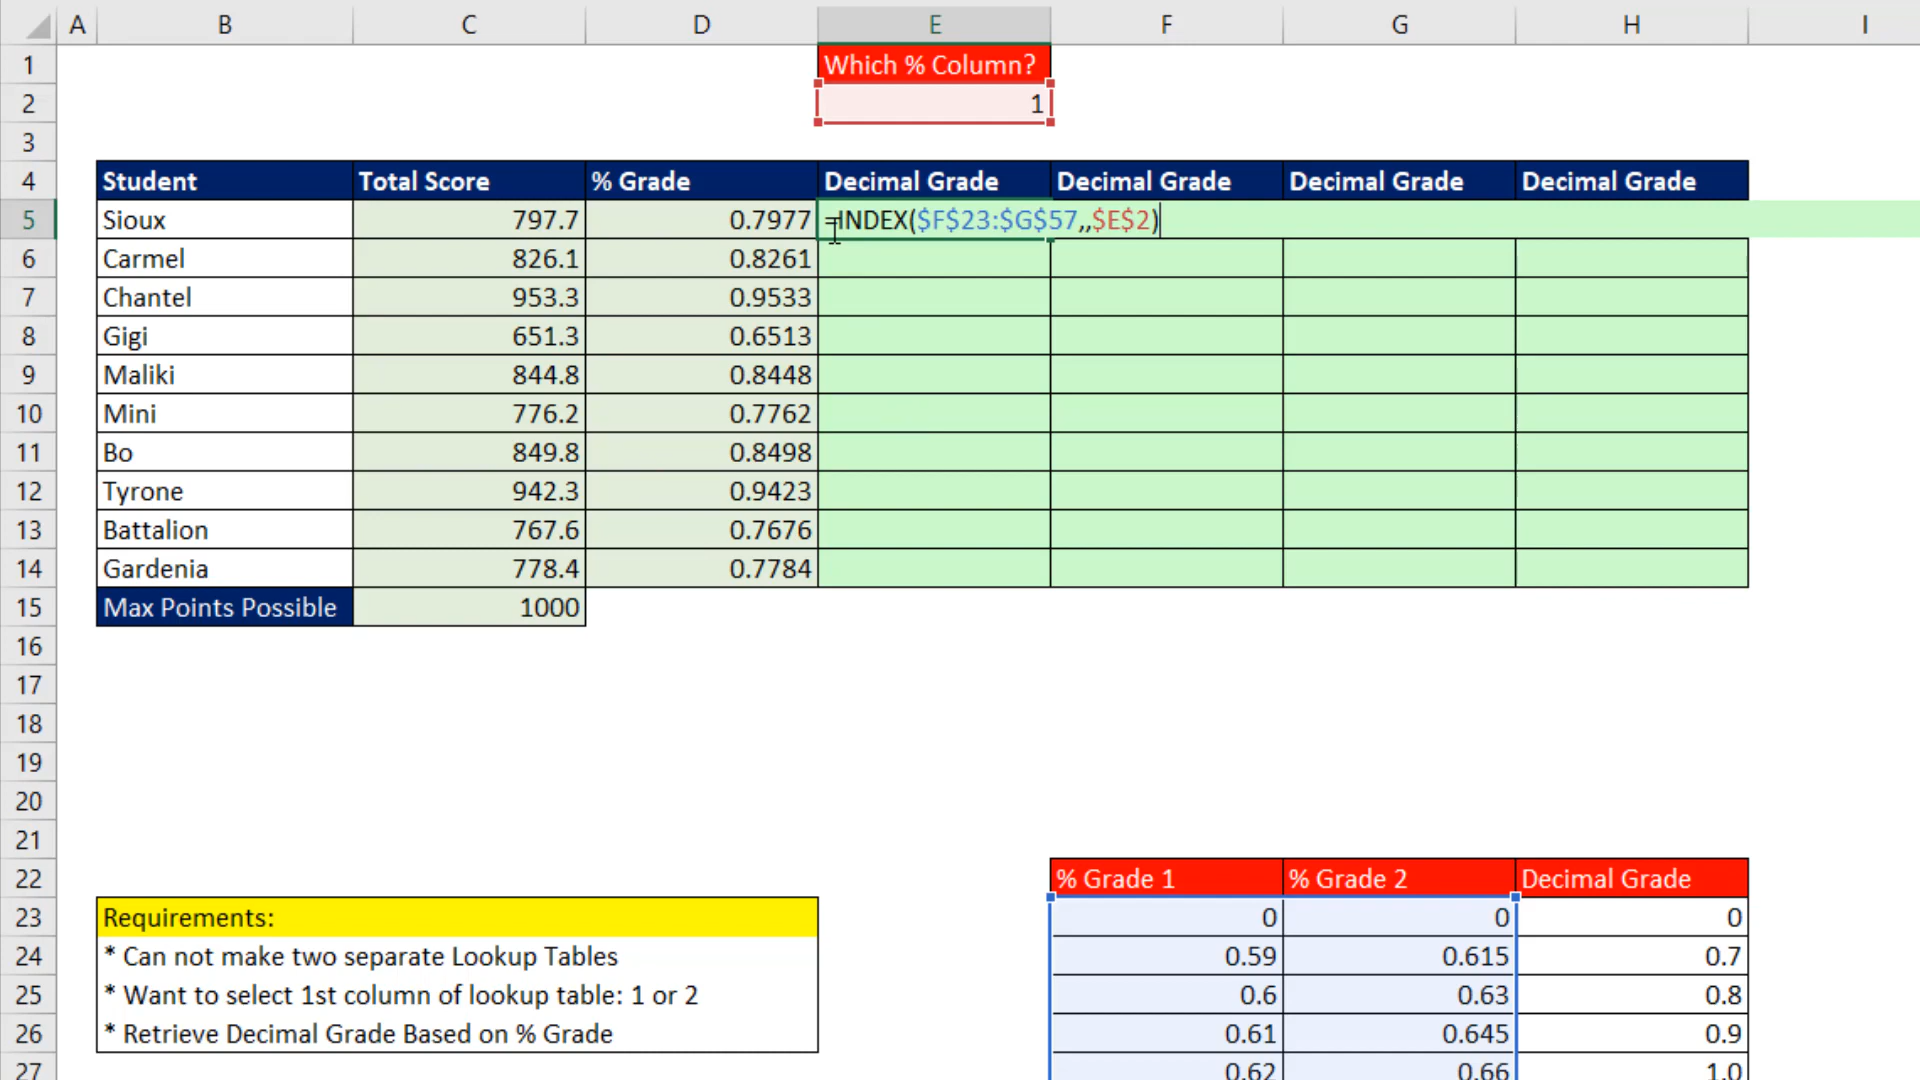 A B C D E F G H I
1 Which % Column?
2 1
3
4 Student Total Score % Grade Decimal Grade Decimal Grade Decimal Grade Decimal Grade
5 Sioux 797.7 0.7977 =INDEX($F$23:$G$57,,$E$2)
6 Carmel 826.1 0.8261
7 Chantel 953.3 0.9533
8 Gigi 651.3 0.6513
9 Maliki 844.8 0.8448
10 Mini 776.2 0.7762
11 Bo 849.8 0.8498
12 Tyrone 942.3 0.9423
13 Battalion 767.6 0.7676
14 Gardenia 778.4 0.7784
15 Max Points Possible 1000
16
17
18
19
20
21
22 % Grade 1 % Grade 2 Decimal Grade
23 Requirements: 0 0 0
24 * Can not make two separate Lookup Tables 0.59 0.615 0.7
25 * Want to select 1st column of lookup table: 1 or 2 0.6 0.63 0.8
26 * Retrieve Decimal Grade Based on % Grade 0.61 0.645 0.9
27 0.62 0.66 1.0